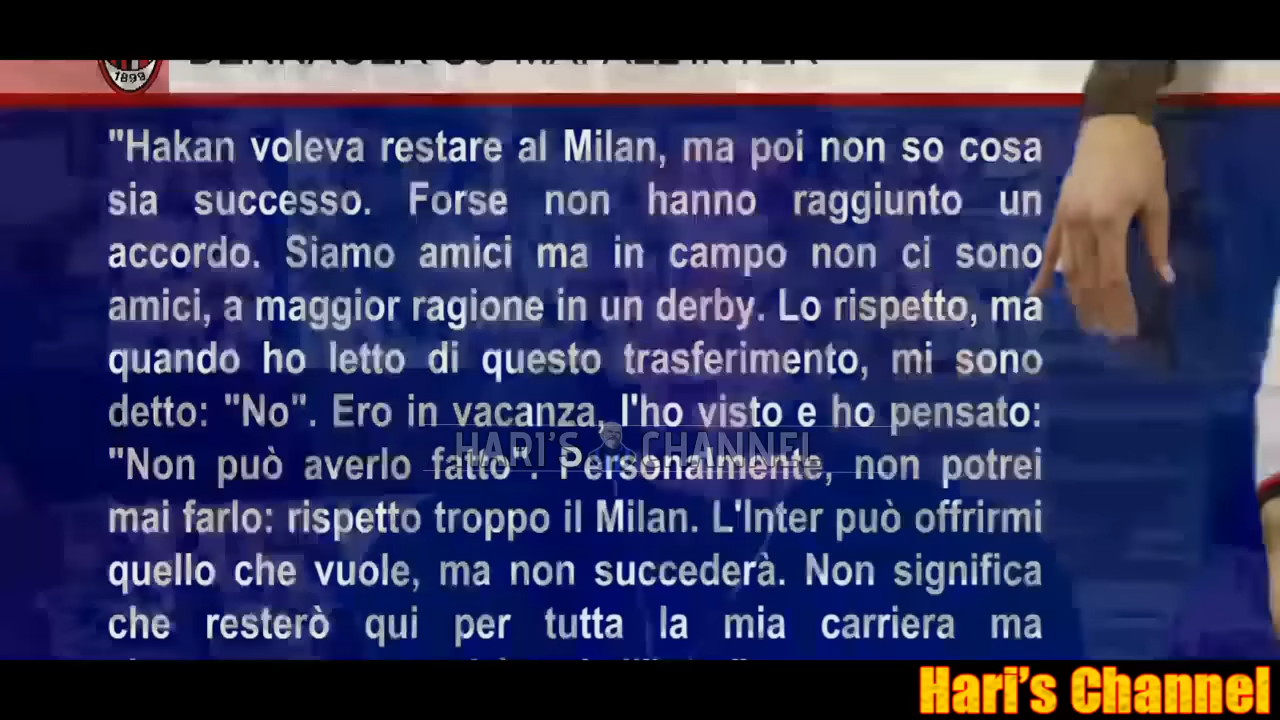 1899
"Hakan voleva restare al Milan, ma poi non so cosa
sia successo. Forse non hanno raggiunto un
accordo. Siamo amici ma in campo non ci sono
amici, a maggior ragione in un derby. Lo rispetto, ma
quando ho letto di questo trasferimento, mi sono
detto: "No". Ero in vacanza, l'ho visto e ho pensato:
"Non può averlo fatto". Personalmente, non potrei
HARI'S CHANNEL
mai farlo: rispetto troppo il Milan. L'Inter può offrirmi
quello che vuole, ma non succederà. Non significa
che resterò qui per tutta la mia carriera ma
Hari's Channel